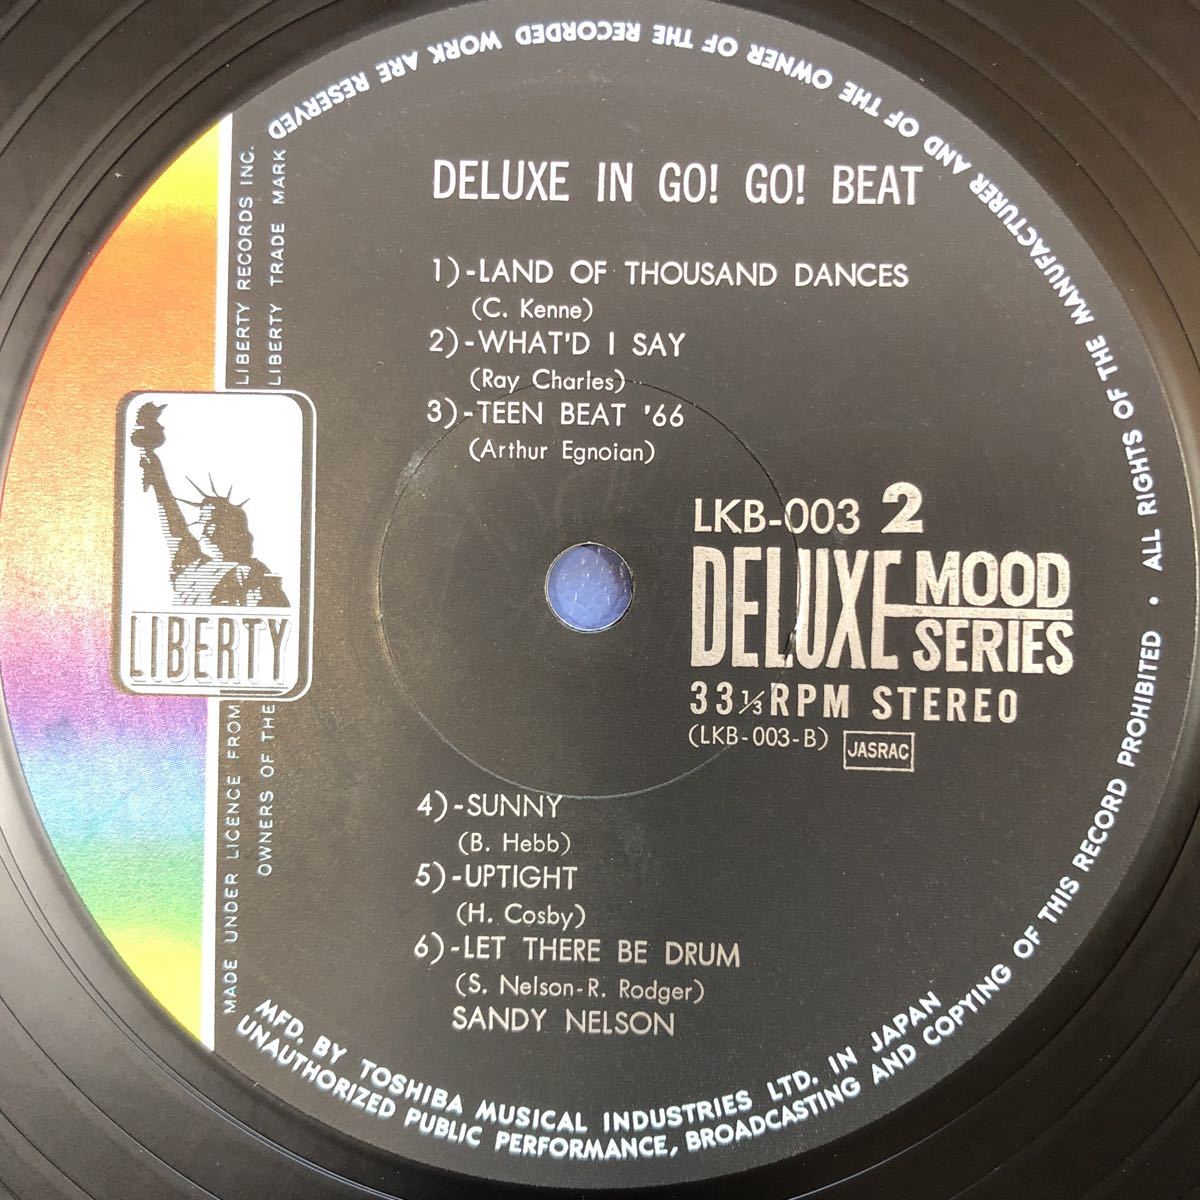 DELUXE IN GO! GO! BEAT
1)-LAND OF THOUSAND DANCES
(C. Kenne)
2)-WHAT'D I SAY
(Ray Charles)
3)-TEEN BEAT '66
(Arthur Egnoian)
LKB-003 2
DELUXE MOOD SERIES
33 1/3 RPM STEREO
(LKB-003-B) JASRAC
4)-SUNNY
(B. Hebb)
5)-UPTIGHT
(H. Cosby)
6)-LET THERE BE DRUM
(S. Nelson-R. Rodger)
SANDY NELSON
LIBERTY
MADE UNDER LICENCE FROM LIBERTY RECORDS INC.
OWNERS OF THE LIBERTY TRADE MARK
MFD. BY TOSHIBA MUSICAL INDUSTRIES LTD. IN JAPAN
UNAUTHORIZED PUBLIC PERFORMANCE, BROADCASTING AND COPYING OF THIS RECORD PROHIBITED • ALL RIGHTS OF THE MANUFACTURER AND OF THE OWNER OF THE RECORDED WORK ARE RESERVED